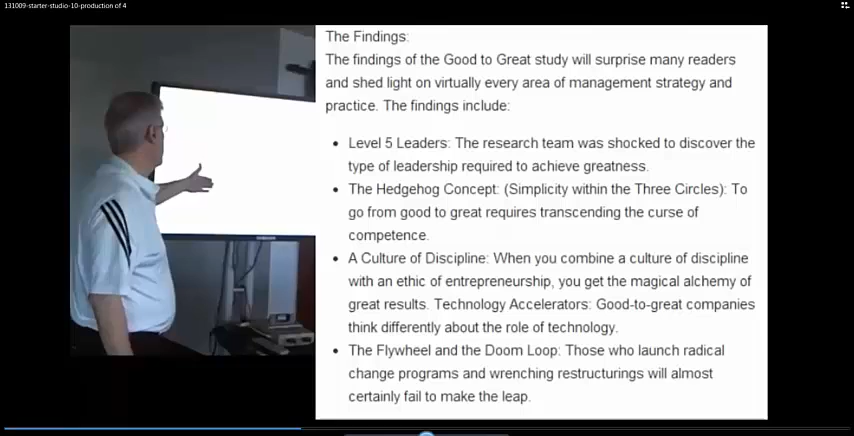 131009-starter-studio-10-production of 4
The Findings:
The findings of the Good to Great study will surprise many readers
and shed light on virtually every area of management strategy and
practice. The findings include:
• Level 5 Leaders: The research team was shocked to discover the
type of leadership required to achieve greatness.
• The Hedgehog Concept: (Simplicity within the Three Circles): To
go from good to great requires transcending the curse of
competence.
• A Culture of Discipline: When you combine a culture of discipline
with an ethic of entrepreneurship, you get the magical alchemy of
great results. Technology Accelerators: Good-to-great companies
think differently about the role of technology.
• The Flywheel and the Doom Loop: Those who launch radical
change programs and wrenching restructurings will almost
certainly fail to make the leap.